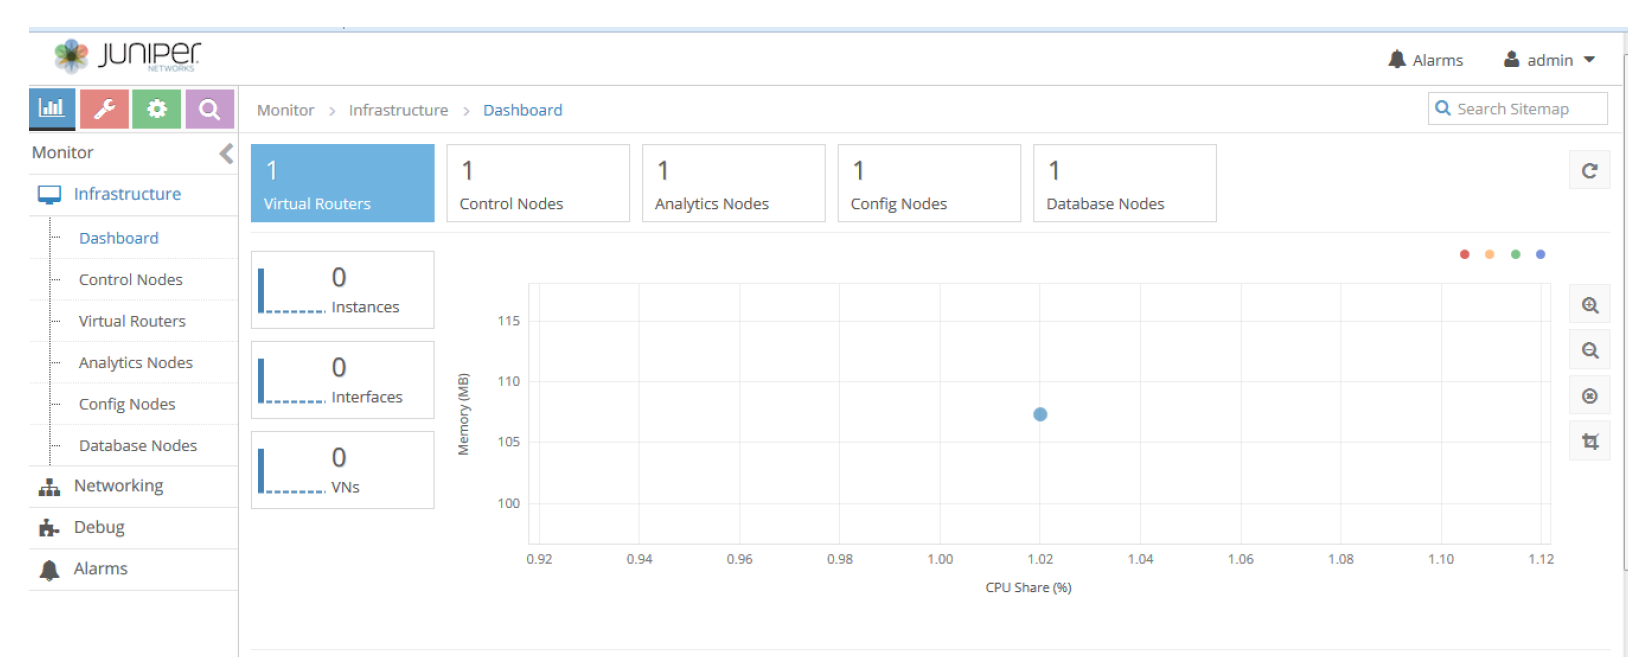 JUNIPER
NETWORKS
Alarms
admin
Monitor > Infrastructure > Dashboard
Search Sitemap
Monitor
Infrastructure
Dashboard
Control Nodes
Virtual Routers
Analytics Nodes
Config Nodes
Database Nodes
Networking
Debug
Alarms
1
Virtual Routers
1
Control Nodes
1
Analytics Nodes
1
Config Nodes
1
Database Nodes
0
Instances
0
Interfaces
0
VNs
Memory (MB)
115
110
105
100
0.92 0.94 0.96 0.98 1.00 1.02 1.04 1.06 1.08 1.10 1.12
CPU Share (%)